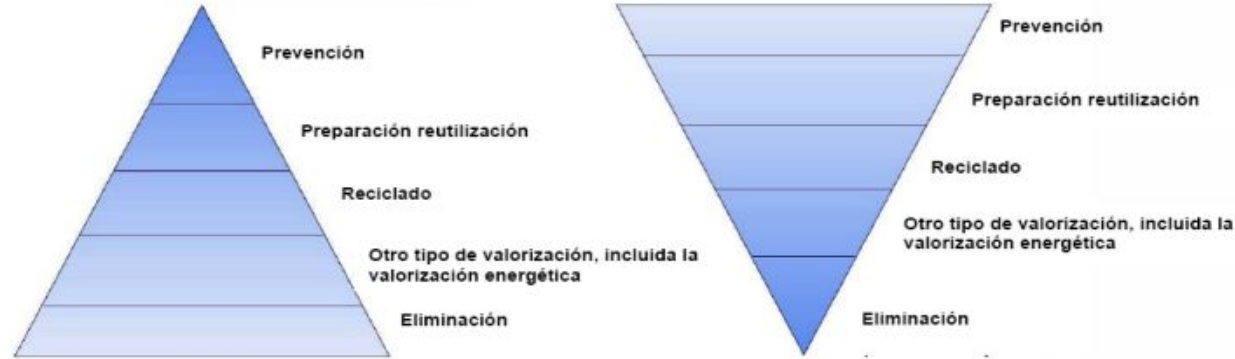 Prevención
Preparación reutilización
Reciclado
Otro tipo de valorización, incluida la
valorización energética
Eliminación
Prevención
Preparación reutilización
Reciclado
Otro tipo de valorización, incluida la
valorización energética
Eliminación